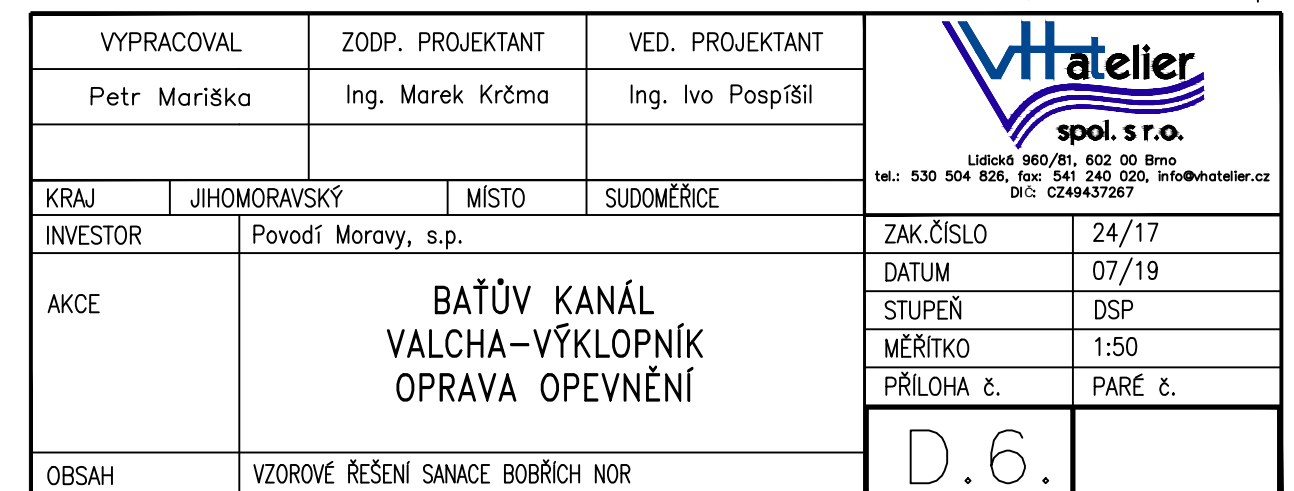 VYPRACOVAL ZODP. PROJEKTANT VED. PROJEKTANT
Petr Mariška Ing. Marek Krčma Ing. Ivo Pospíšil
VHatelier
spol. s r.o.
Lidická 960/81, 602 00 Brno
tel.: 530 504 826, fax: 541 240 020, info@vhatelier.cz
DIČ: CZ49437267
KRAJ JIHOMORAVSKÝ MÍSTO SUDOMĚŘICE
INVESTOR Povodí Moravy, s.p.
ZAK.ČÍSLO 24/17
DATUM 07/19
AKCE
BAŤŮV KANÁL
VALCHA-VÝKLOPNÍK
OPRAVA OPEVNĚNÍ
STUPEŇ DSP
MĚŘÍTKO 1:50
PŘÍLOHA č. PARÉ č.
D.6.
OBSAH VZOROVÉ ŘEŠENÍ SANACE BOBŘÍCH NOR